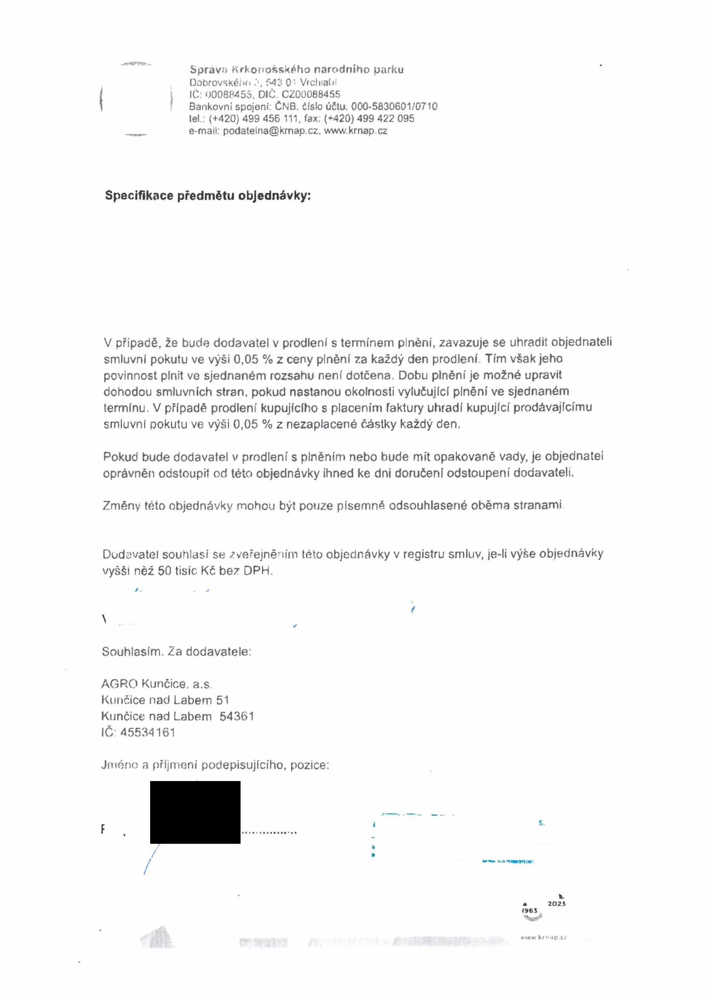 Správa Krkonošského národního parku
Dobrovského 3, 543 01 Vrchlabí
IČ: 00088455, DIČ. CZ00088455
Bankovní spojení: ČNB. číslo účtu: 000-5830601/0710
tel.: (+420) 499 456 111, fax: (+420) 499 422 095
e-mail: podatelna@krnap.cz, www.krnap.cz
Specifikace předmětu objednávky:
V případě, že bude dodavatel v prodlení s termínem plnění, zavazuje se uhradit objednateli
smluvní pokutu ve výši 0,05 % z ceny plnění za každý den prodlení. Tím však jeho
povinnost plnit ve sjednaném rozsahu není dotčena. Dobu plnění je možné upravit
dohodou smluvních stran, pokud nastanou okolnosti vylučující plnění ve sjednaném
termínu. V případě prodlení kupujícího s placením faktury uhradí kupující prodávajícímu
smluvní pokutu ve výši 0,05 % z nezaplacené částky každý den.
Pokud bude dodavatel v prodlení s plněním nebo bude mít opakované vady, je objednatel
oprávněn odstoupit od této objednávky ihned ke dni doručení odstoupení dodavateli.
Změny této objednávky mohou být pouze písemně odsouhlasené oběma stranami.
Dodavatel souhlasí se zveřejněním této objednávky v registru smluv, je-li výše objednávky
vyšší něž 50 tisíc Kč bez DPH.
Souhlasím. Za dodavatele:
AGRO Kunčice, a.s.
Kunčice nad Labem 51
Kunčice nad Labem 54361
IČ: 45534161
Jméno a příjmení podepisujícího, pozice:
s.
1963 2023
www.krnap.cz